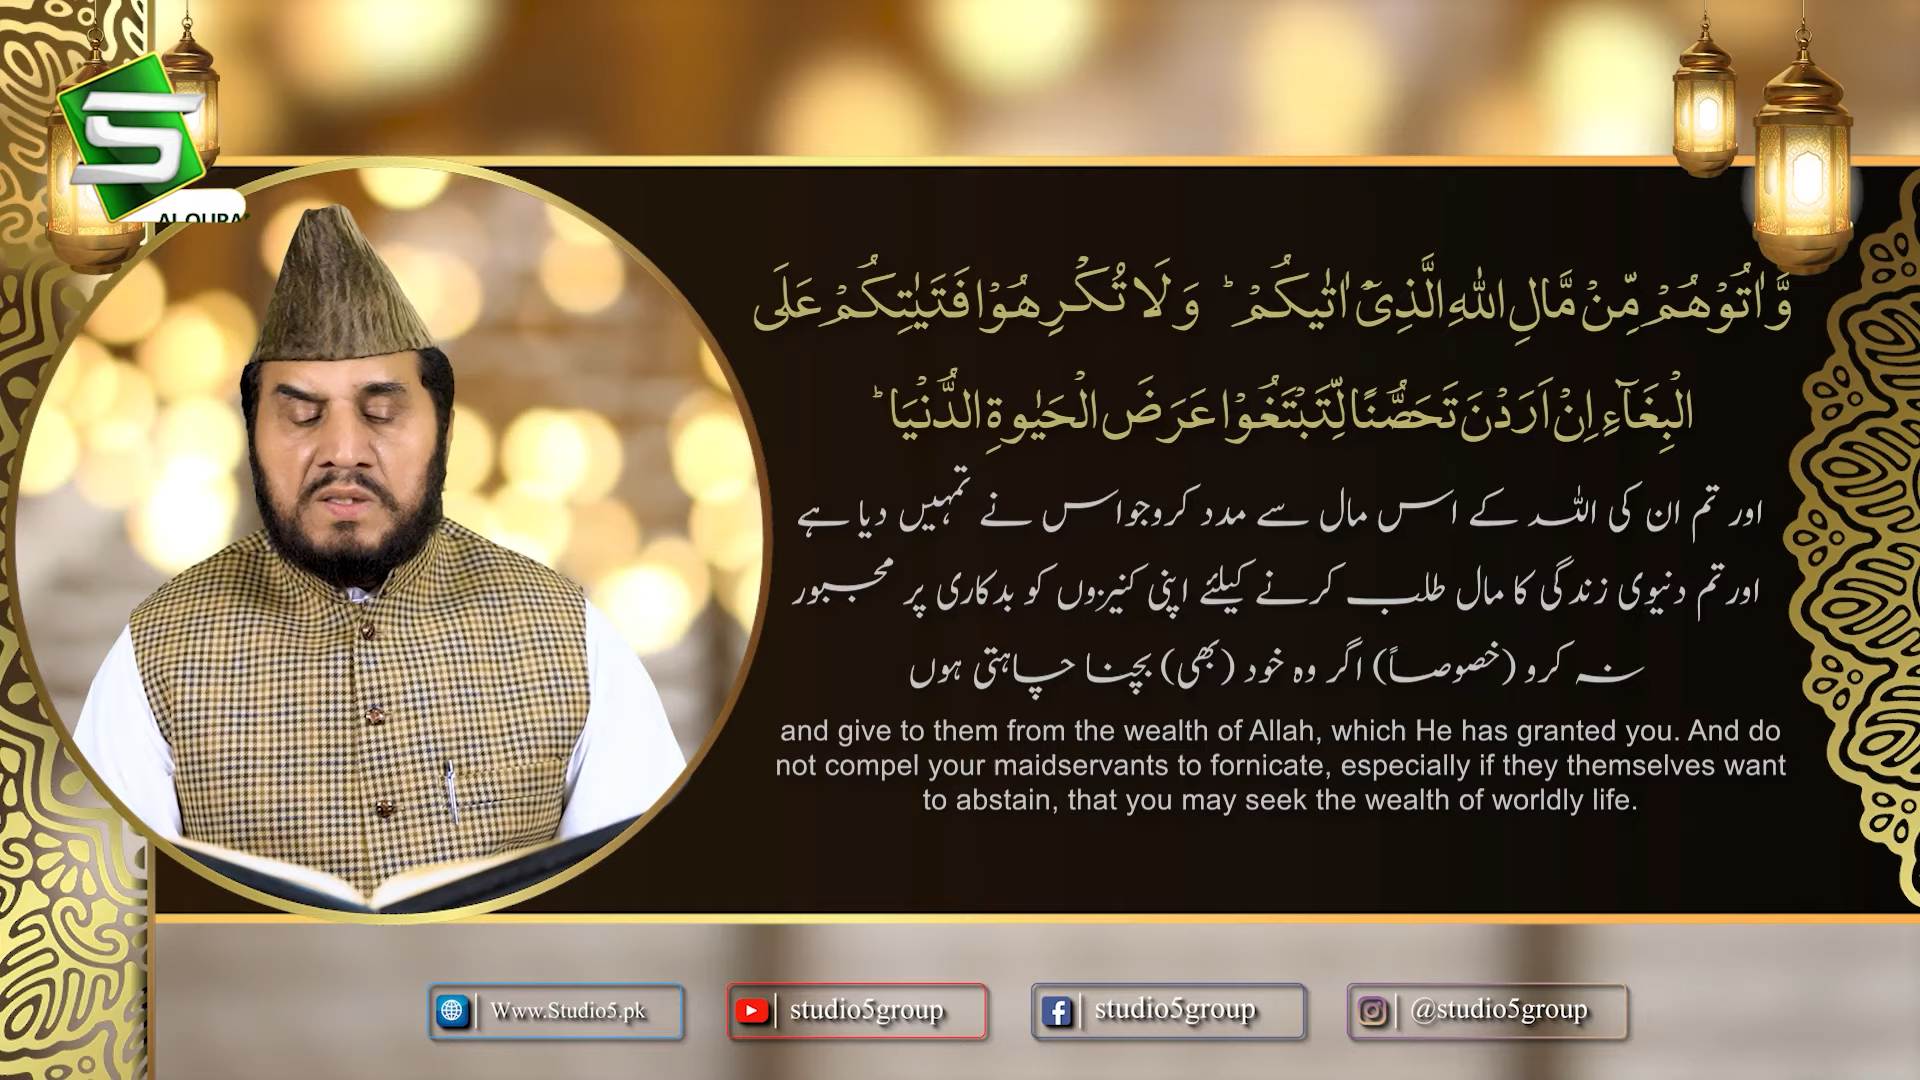 ALQURA
وَّاٰتُوْهُمْ مِّنْ مَّالِ اللّٰهِ الَّذِيْۤ اٰتٰىكُمْ ؕ وَ لَا تُكْرِهُوْا فَتَيٰتِكُمْ عَلَى
الْبِغَآءِ اِنْ اَرَدْنَ تَحَصُّنًا لِّتَبْتَغُوْا عَرَضَ الْحَيٰوةِ الدُّنْيَا ؕ
اور تم ان کی اللہ کے اس مال سے مدد کرو جو اس نے تمہیں دیا ہے
اور تم دنیوی زندگی کا مال طلب کرنے کیلئے اپنی کنیزوں کو بدکاری پر مجبور
نہ کرو (خصوصاً) اگر وہ خود (بھی) بچنا چاہتی ہوں
and give to them from the wealth of Allah, which He has granted you. And do
not compel your maidservants to fornicate, especially if they themselves want
to abstain, that you may seek the wealth of worldly life.
Www.Studio5.pk
studio5group
studio5group
@studio5group